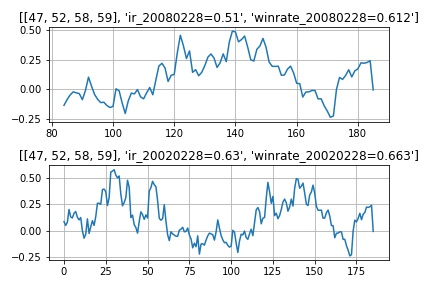 [[47, 52, 58, 59], 'ir_20080228=0.51', 'winrate_20080228=0.612']
0.50
0.25
0.00
−0.25
80 100 120 140 160 180
[[47, 52, 58, 59], 'ir_20020228=0.63', 'winrate_20020228=0.663']
0.50
0.25
0.00
−0.25
0 25 50 75 100 125 150 175